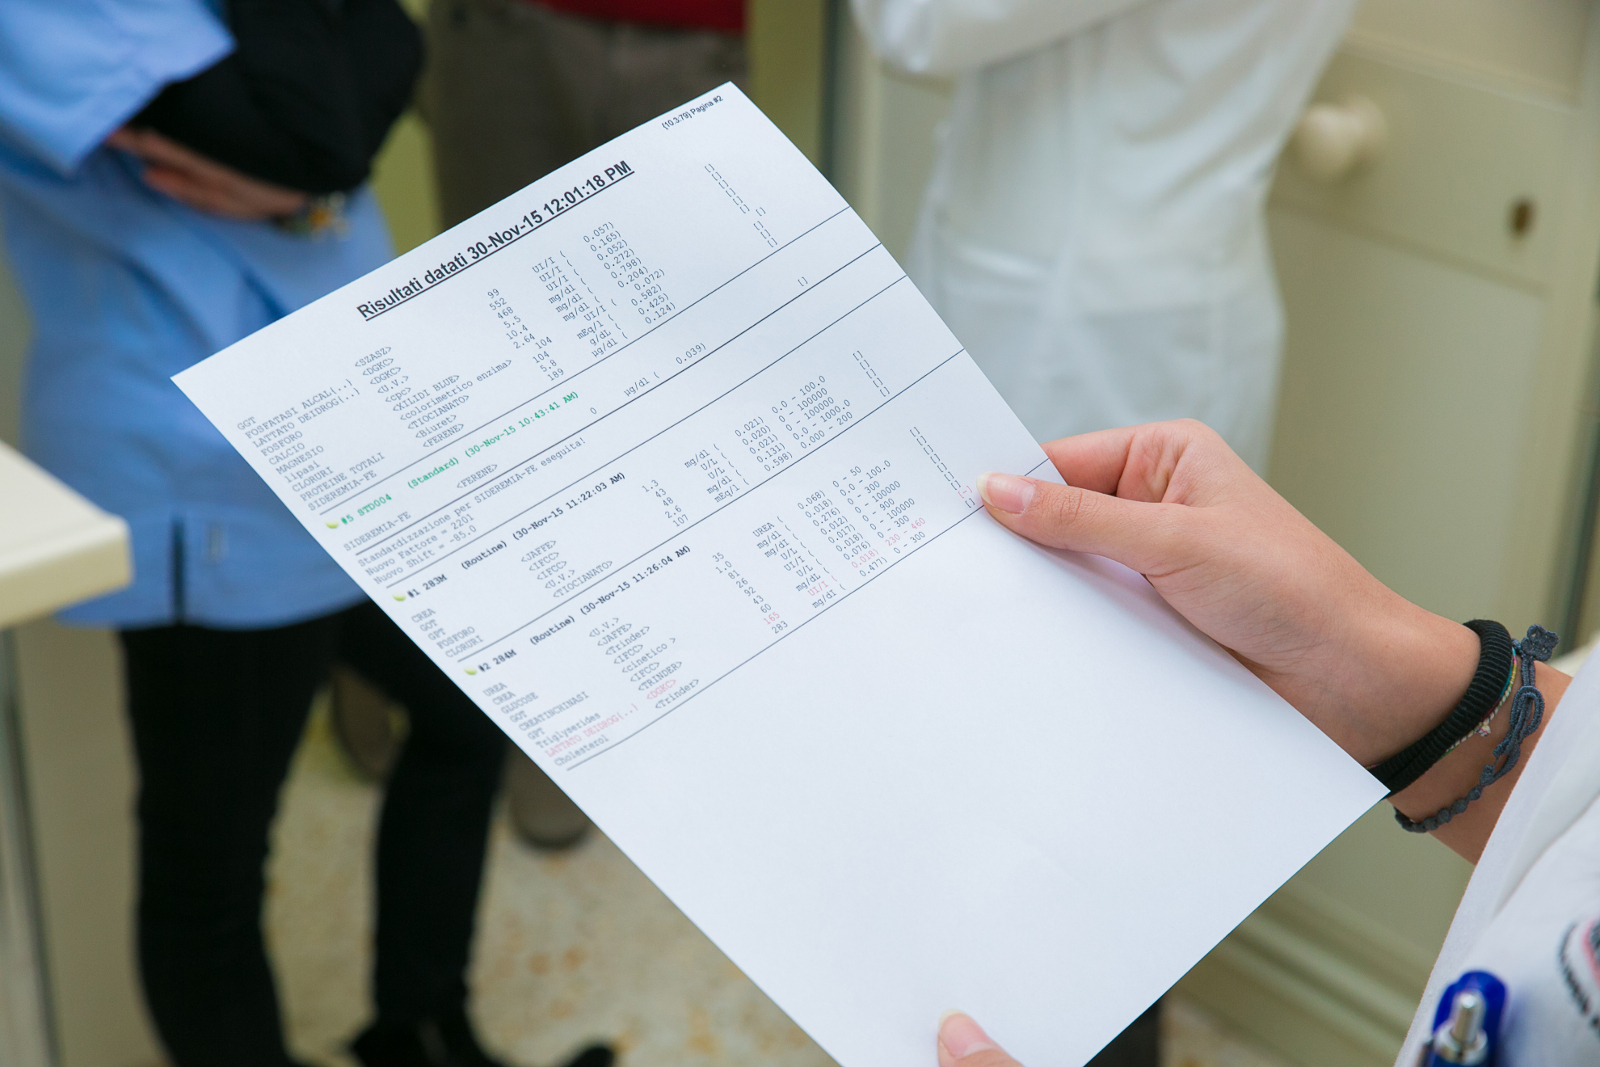 (10.3.79) Pagina #2
Risultati datati 30-Nov-15 12:01:18 PM
GGT <SZASZ> 99 UI/I ( 0.057) []
FOSFATASI ALCAL(..) <DGKC> 552 UI/I ( 0.165) []
LATTATO DEIDROG(..) <DGKC> 468 UI/I ( 0.052) []
FOSFORO <U.V.> 5.5 mg/dl ( 0.272) []
CALCIO <cpc> 10.4 mg/dl ( 0.798) []
MAGNESIO <XILIDI BLUE> 2.64 mg/dl ( 0.204) []
lipasi <colorimetrico enzima> 104 UI/I ( 0.072) []
CLORURI <TIOCIANATO> 104 mEq/l ( 0.582) []
PROTEINE TOTALI <Biuret> 5.8 g/dL ( 0.425) []
SIDEREMIA-FE <FERENE> 189 µg/dl ( 0.124) []
#5 STD004 (Standard) (30-Nov-15 10:43:41 AM)
SIDEREMIA-FE <FERENE> 0 µg/dl ( 0.039) []
Standardizzazione per SIDEREMIA-FE eseguita!
Nuovo Fattore = 2201
Nuovo Shift = -85.0
#1 283M (Routine) (30-Nov-15 11:22:03 AM)
CREA <JAFFE> 1.3 mg/dL ( 0.021) 0.0 - 100.0 []
GOT <IFCC> 43 U/L ( 0.020) 0 - 100000 []
GPT <IFCC> 48 U/L ( 0.021) 0 - 100000 []
FOSFORO <U.V.> 2.6 mg/dl ( 0.131) 0.0 - 1000.0 []
CLORURI <TIOCIANATO> 107 mEq/l ( 0.598) 0.000 - 200 []
#2 284M (Routine) (30-Nov-15 11:26:04 AM)
UREA <U.V.> 35 UREA ( 0.068) 0 - 50 []
CREA <JAFFE> 1.0 mg/dl ( 0.018) 0.0 - 100.0 []
GLUCOSE <Trinder> 81 mg/dL ( 0.276) 0 - 300 []
GOT <IFCC> 26 U/L ( 0.012) 0 - 100000 []
CREATINCHINASI <cinetico > 92 UI/I ( 0.017) 0 - 900 []
GPT <IFCC> 43 U/L ( 0.018) 0 - 100000 []
Triglyserides <TRINDER> 60 mg/dL ( 0.076) 0 - 300 []
LATTATO DEIDROG(..) <DGKC> 165 UI/I ( 0.018) 230 - 460 [-]
Cholesterol <Trinder> 283 mg/dl ( 0.477) 0 - 300 []